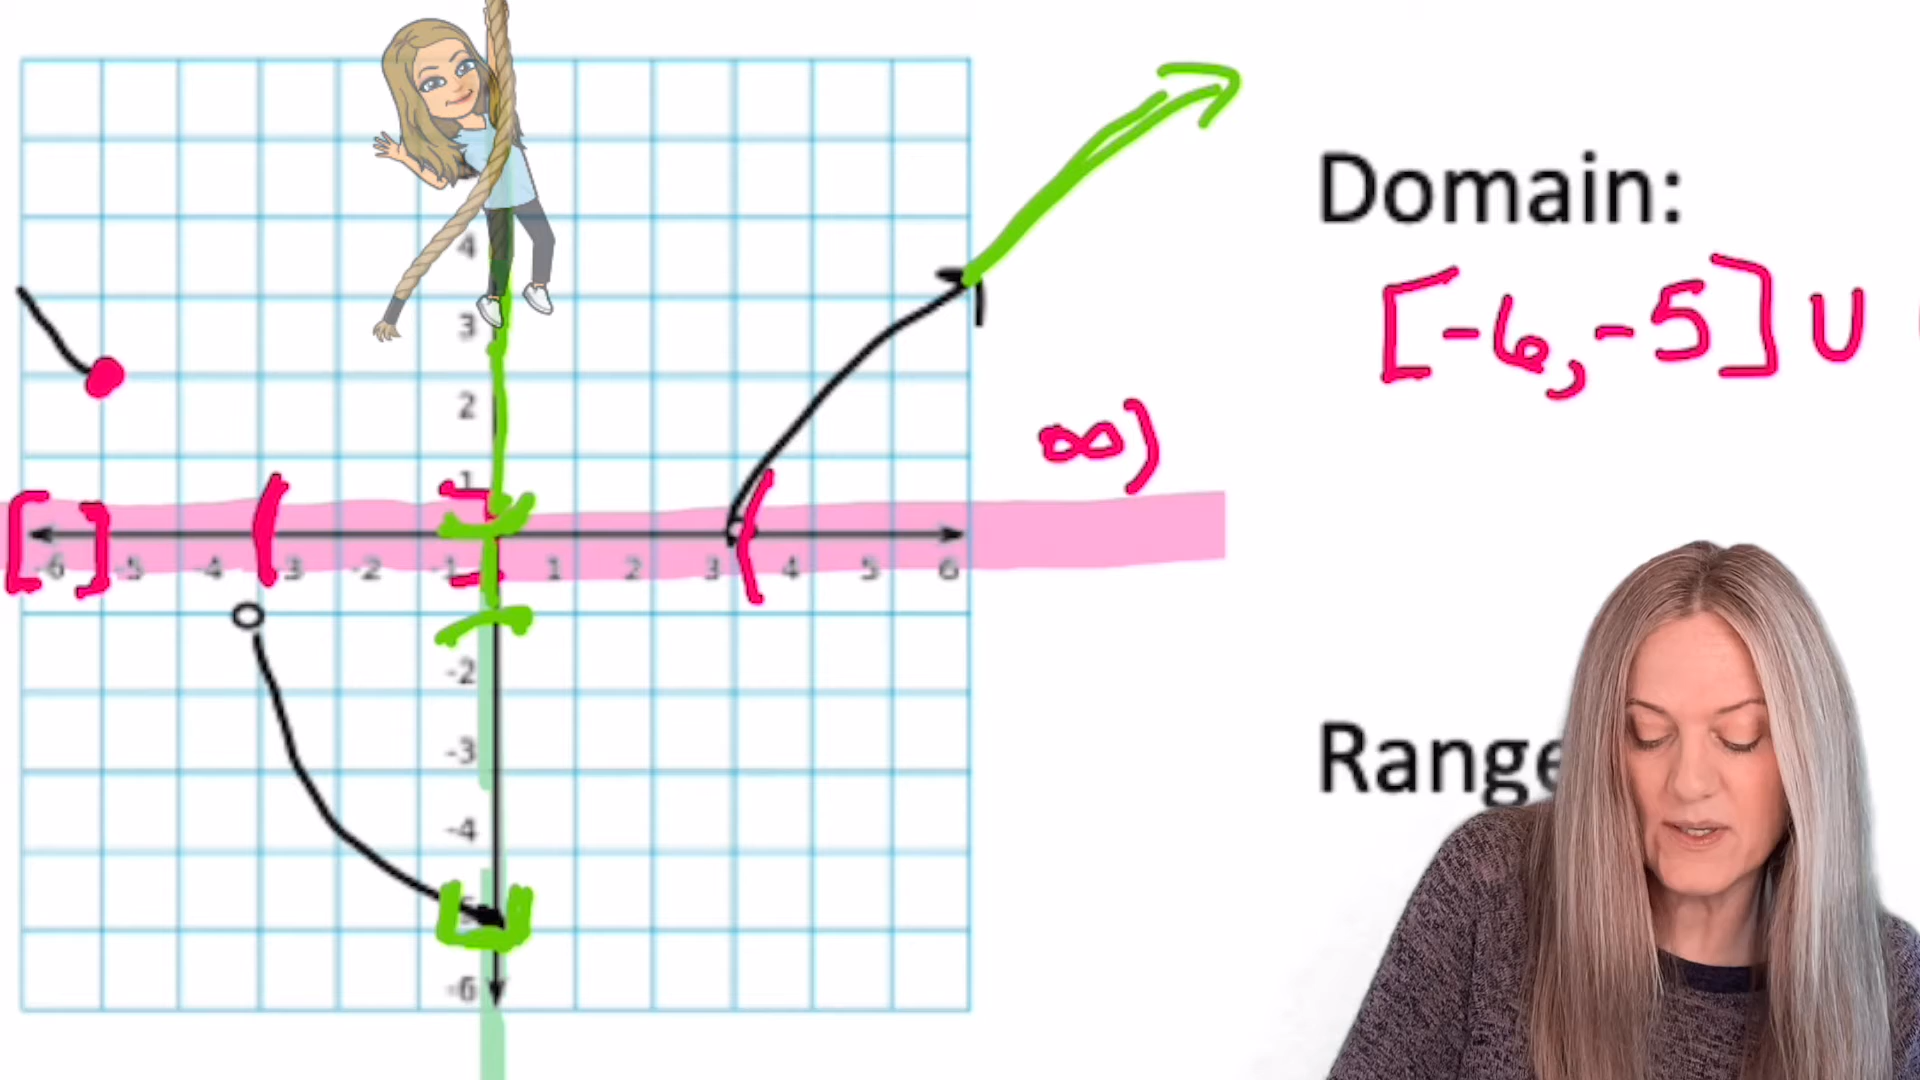 Domain:
[-6,-5] U
4
3
2
1
∞)
[ ] ( ] (
-6 -5 -4 3 -2 -1 1 2 3 4 5 6
-2
-3
Range
-4
5
-6